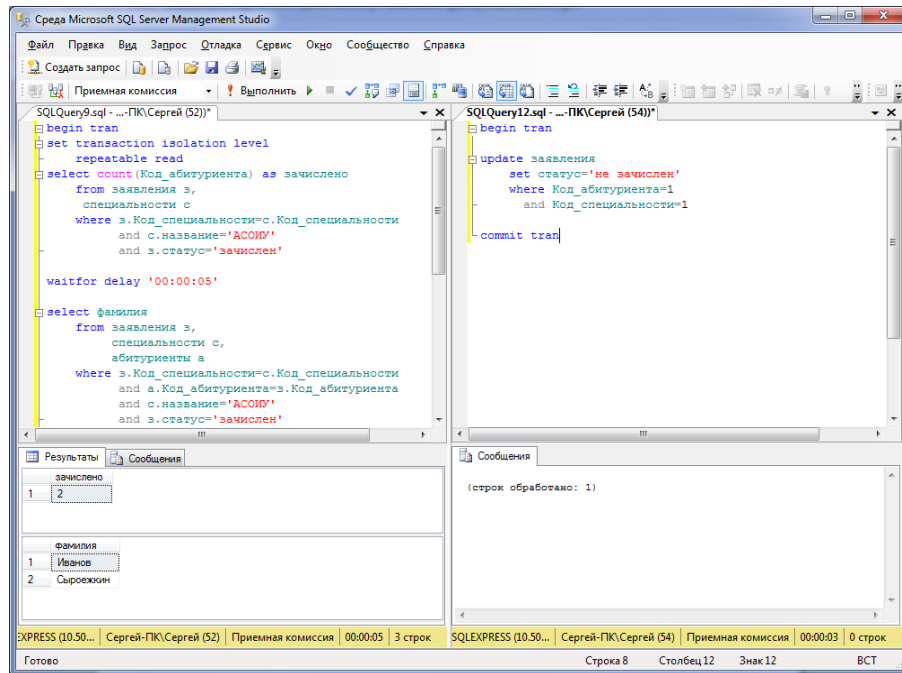 Среда Microsoft SQL Server Management Studio
Файл Правка Вид Запрос Отладка Сервис Окно Сообщество Справка
Создать запрос
Приемная комиссия Выполнить
SQLQuery9.sql - ...-ПК\Сергей (52))*
begin tran
set transaction isolation level
repeatable read
select count(Код_абитуриента) as зачислено
from заявления з,
специальности с
where з.Код_специальности=с.Код_специальности
and с.название='АСОИУ'
and з.статус='зачислен'
waitfor delay '00:00:05'
select фамилия
from заявления з,
специальности с,
абитуриенты а
where з.Код_специальности=с.Код_специальности
and а.Код_абитуриента=з.Код_абитуриента
and с.название='АСОИУ'
and з.статус='зачислен'
Результаты Сообщения
зачислено
1 2
фамилия
1 Иванов
2 Сыроежкин
EXPRESS (10.50... Сергей-ПК\Сергей (52) Приемная комиссия 00:00:05 3 строк
SQLQuery12.sql - ...-ПК\Сергей (54))*
begin tran
update заявления
set статус='не зачислен'
where Код_абитуриента=1
and Код_специальности=1
commit tran
Сообщения
(строк обработано: 1)
SQLEXPRESS (10.50... Сергей-ПК\Сергей (54) Приемная комиссия 00:00:03 0 строк
Готово Строка 8 Столбец 12 Знак 12 ВСТ